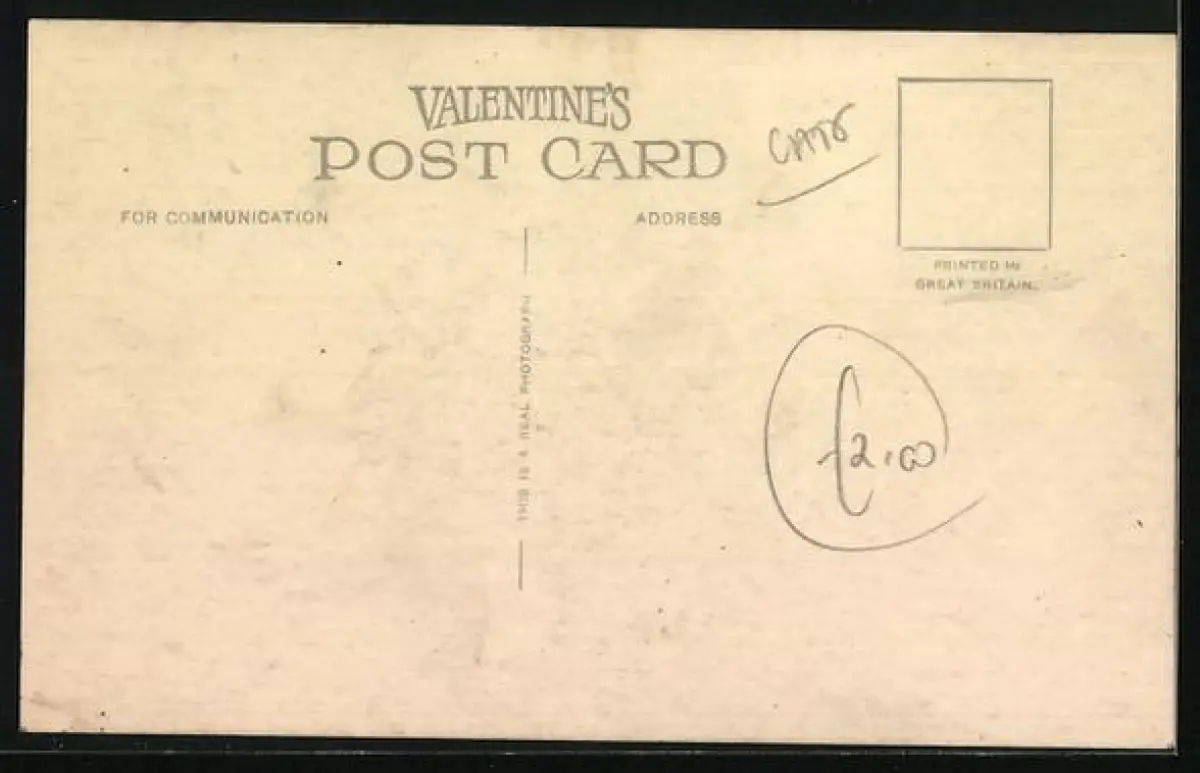 VALENTINE'S
POST CARD
FOR COMMUNICATION
ADDRESS
PRINTED IN
GREAT BRITAIN.
THIS IS A REAL PHOTOGRAPH
£2.00